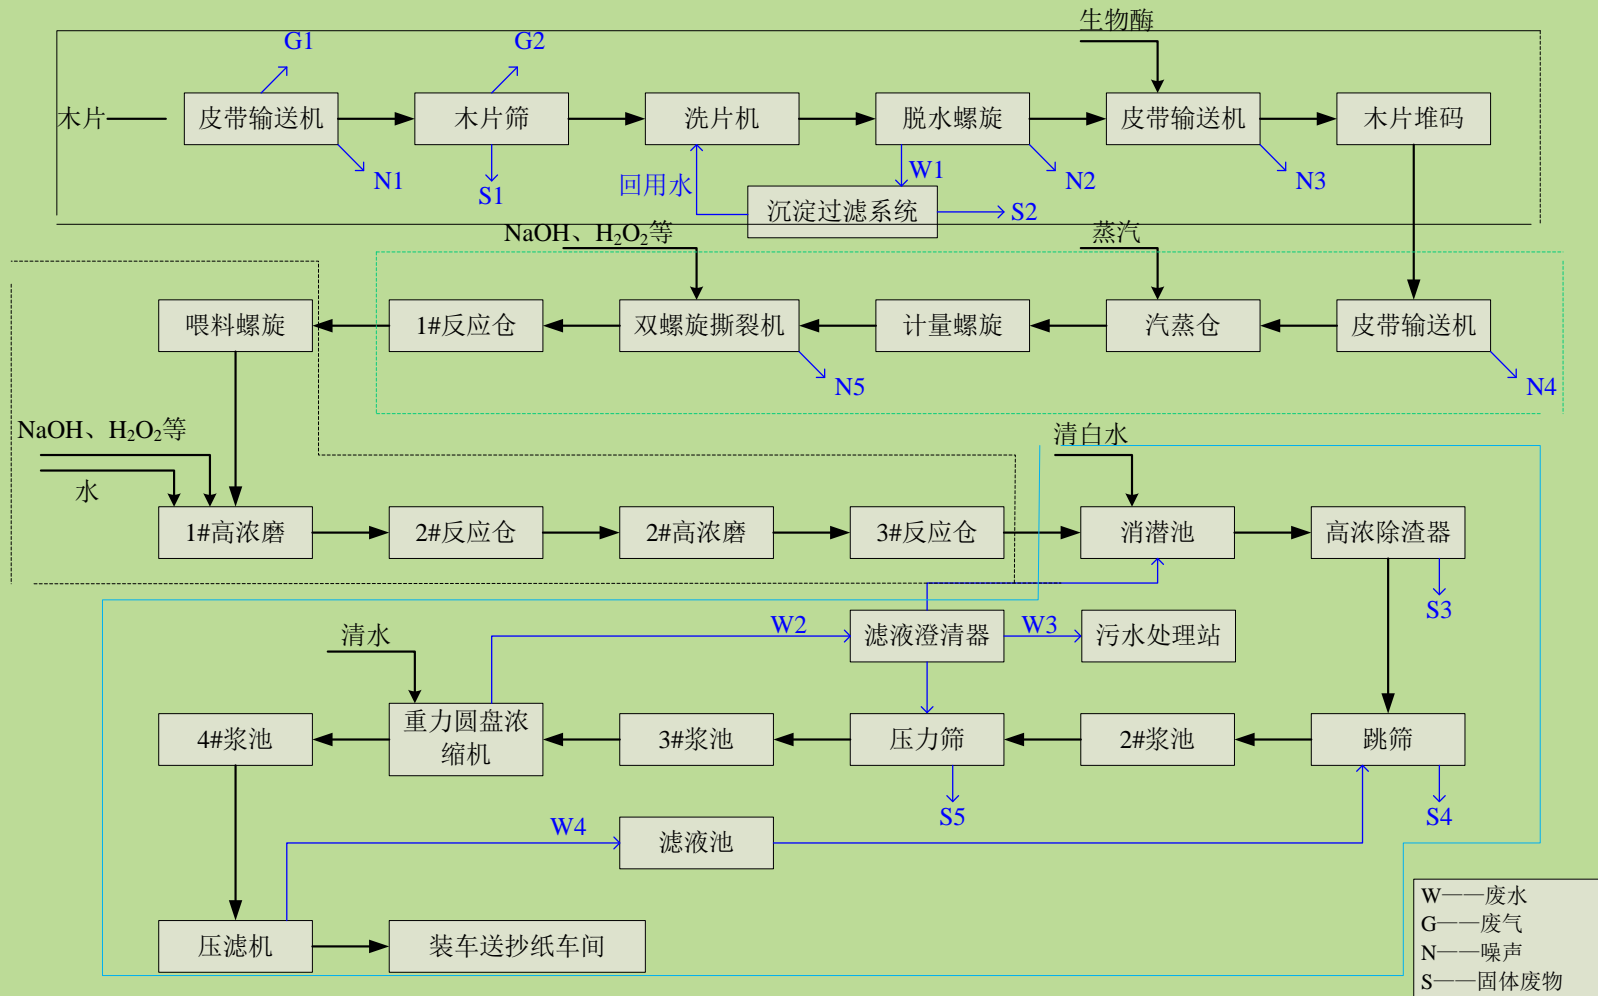 生物酶
G1
G2
木片
皮带输送机
木片筛
洗片机
脱水螺旋
皮带输送机
木片堆码
N1
S1
回用水
W1
N2
N3
沉淀过滤系统
S2
NaOH、H₂O₂等
蒸汽
喂料螺旋
1#反应仓
双螺旋撕裂机
计量螺旋
汽蒸仓
皮带输送机
N5
N4
NaOH、H₂O₂等
水
清白水
1#高浓磨
2#反应仓
2#高浓磨
3#反应仓
消潜池
高浓除渣器
S3
清水
W2
滤液澄清器
W3
污水处理站
4#浆池
重力圆盘浓
缩机
3#浆池
压力筛
2#浆池
跳筛
S5
S4
W4
滤液池
压滤机
装车送抄纸车间
W——废水
G——废气
N——噪声
S——固体废物